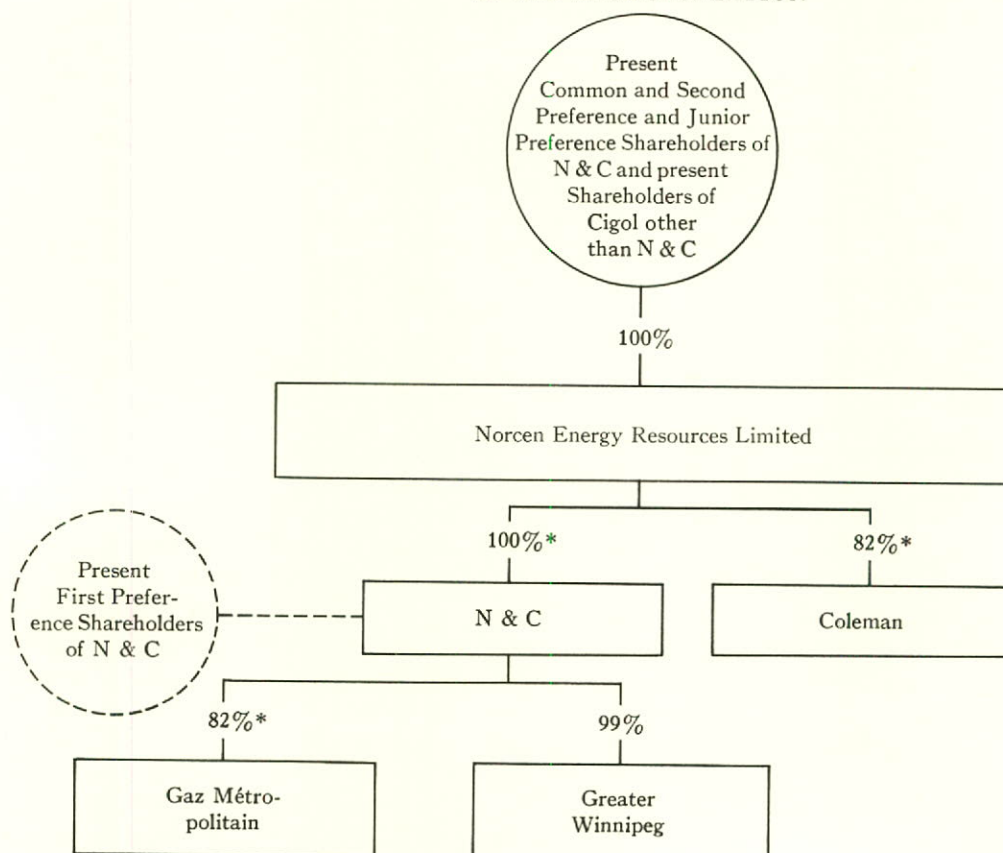 Present
Common and Second
Preference and Junior
Preference Shareholders of
N & C and present
Shareholders of
Cigol other
than N & C
100%
Norcen Energy Resources Limited
100%*
82%*
Present
First Prefer-
ence Shareholders
of N & C
N & C
Coleman
82%*
99%
Gaz Métro-
politain
Greater
Winnipeg